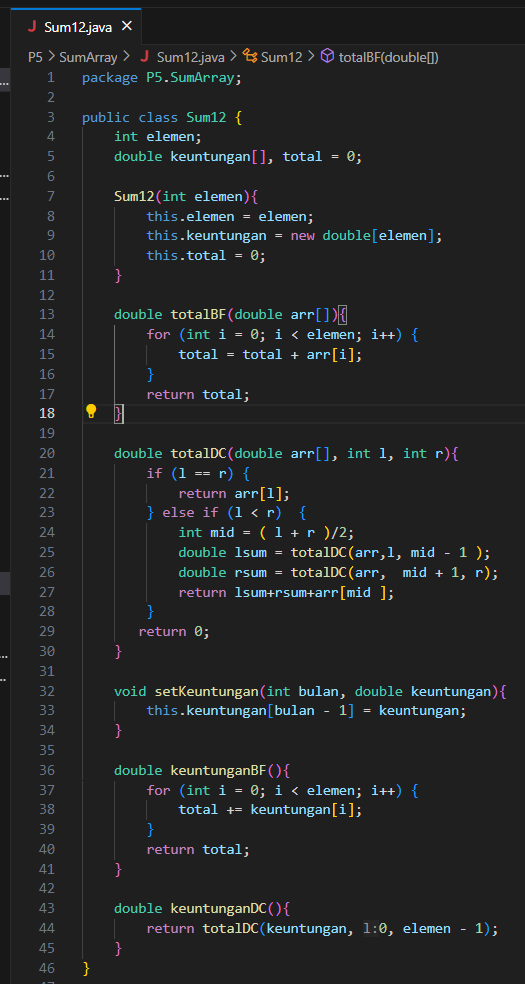 J Sum12.java ×
P5 > SumArray > J Sum12.java > Sum12 > totalBF(double[])
1 package P5.SumArray;
2
3 public class Sum12 {
4     int elemen;
5     double keuntungan[], total = 0;
6
7     Sum12(int elemen){
8         this.elemen = elemen;
9         this.keuntungan = new double[elemen];
10         this.total = 0;
11     }
12
13     double totalBF(double arr[]){
14         for (int i = 0; i < elemen; i++) {
15             total = total + arr[i];
16         }
17         return total;
18     }
19
20     double totalDC(double arr[], int l, int r){
21         if (l == r) {
22             return arr[l];
23         } else if (l < r)  {
24             int mid = ( l + r )/2;
25             double lsum = totalDC(arr,l, mid - 1 );
26             double rsum = totalDC(arr,  mid + 1, r);
27             return lsum+rsum+arr[mid ];
28         }
29        return 0;
30     }
31
32     void setKeuntungan(int bulan, double keuntungan){
33         this.keuntungan[bulan - 1] = keuntungan;
34     }
35
36     double keuntunganBF(){
37         for (int i = 0; i < elemen; i++) {
38             total += keuntungan[i];
39         }
40         return total;
41     }
42
43     double keuntunganDC(){
44         return totalDC(keuntungan, l:0, elemen - 1);
45     }
46 }
47